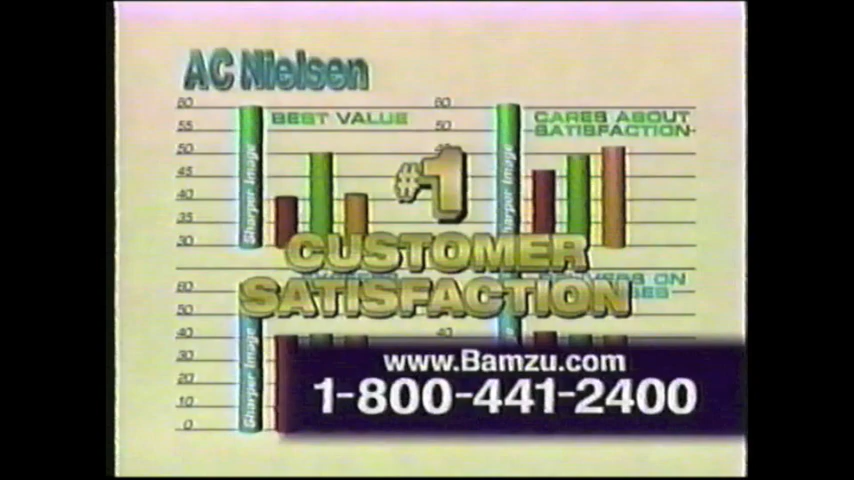 AC Nielsen
60
55
50
45
40
35
30
Sharper Image
BEST VALUE
60
50
Sharper Image
CARES ABOUT
SATISFACTION
#1
CUSTOMER
SATISFACTION
60
50
40
30
20
10
0
Sharper Image
40
ON
www.Bamzu.com
1-800-441-2400